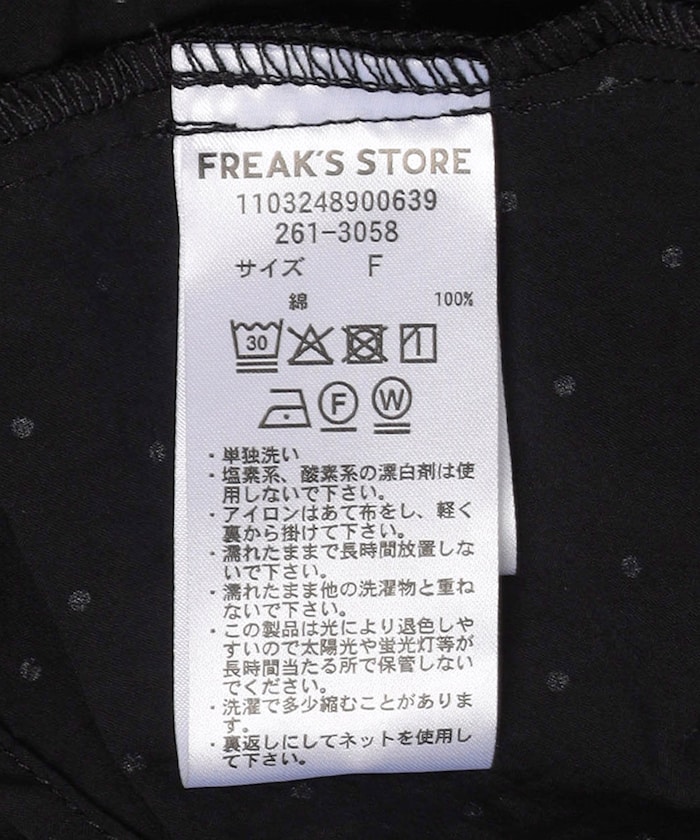 FREAK'S STORE
1103248900639
261-3058
サイズ F
綿 100%
30
F W
・単独洗い
・塩素系、酸素系の漂白剤は使
用しないで下さい。
・アイロンはあて布をし、軽く
裏から掛けて下さい。
・濡れたままで長時間放置しな
いで下さい。
・濡れたまま他の洗濯物と重ね
ないで下さい。
・この製品は光により退色しや
すいので太陽光や蛍光灯等が
長時間当たる所で保管しない
でください。
・洗濯で多少縮むことがありま
す。
・裏返しにしてネットを使用し
て下さい。